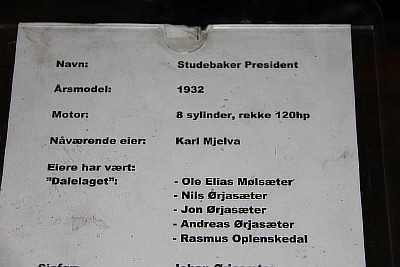 Navn: Studebaker President
Årsmodel: 1932
Motor: 8 sylinder, rekke 120hp
Nåværende eier: Karl Mjelva
Eiere har vært:
"Dalelaget": - Ole Elias Mølsæter
- Nils Ørjasæter
- Jon Ørjasæter
- Andreas Ørjasæter
- Rasmus Oplenskedal